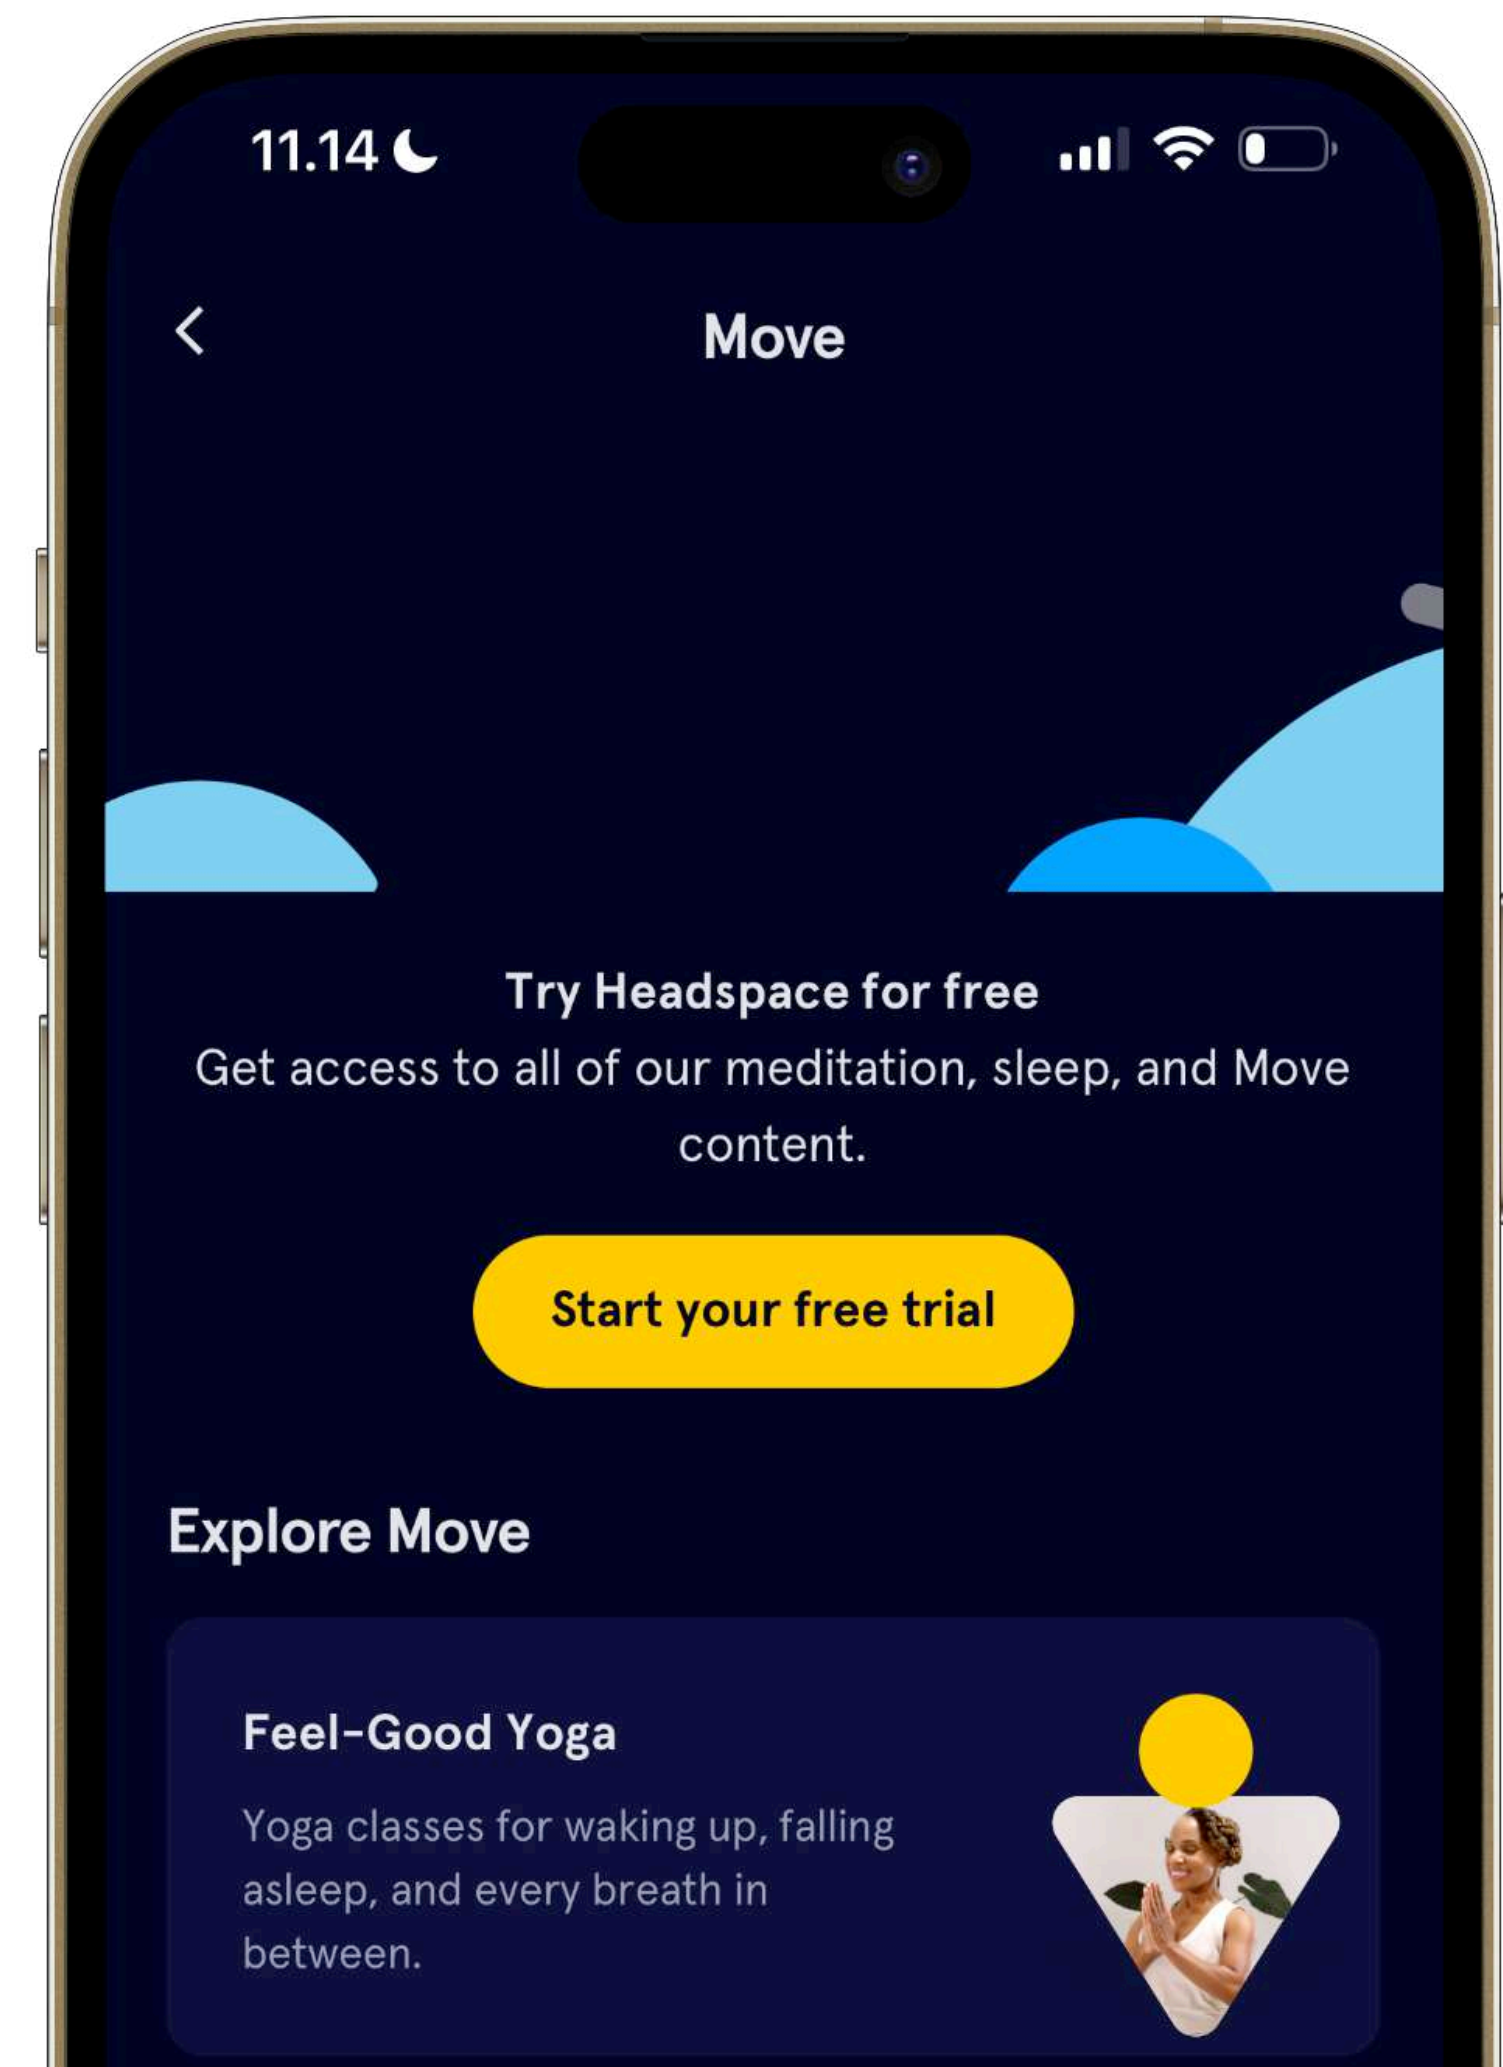 11.14
Move
Try Headspace for free
Get access to all of our meditation, sleep, and Move
content.
Start your free trial
Explore Move
Feel-Good Yoga
Yoga classes for waking up, falling
asleep, and every breath in
between.